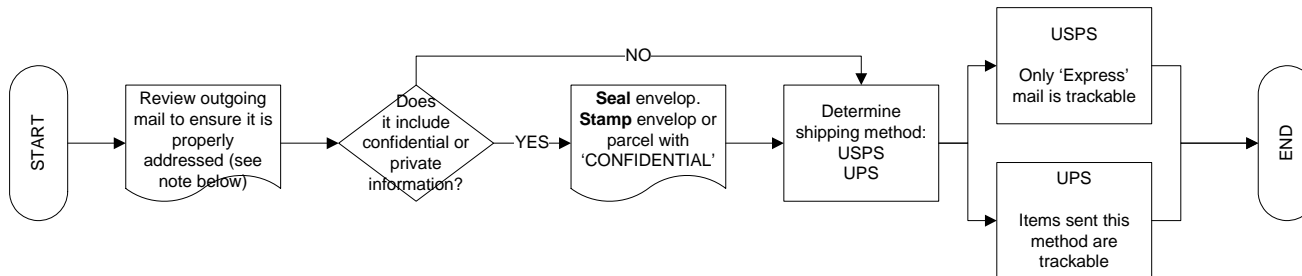 START
Review outgoing
mail to ensure it is
properly
addressed (see
note below)
Does
it include
confidential or
private
information?
NO
YES
Seal envelop.
Stamp envelop or
parcel with
‘CONFIDENTIAL’
Determine
shipping method:
USPS
UPS
USPS
Only ‘Express’
mail is trackable
UPS
Items sent this
method are
trackable
END